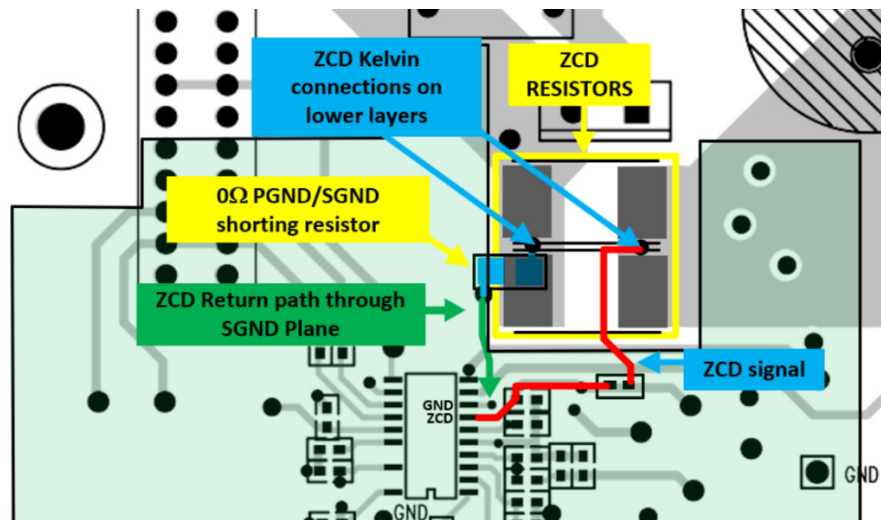 ZCD Kelvin
connections on
lower layers
ZCD
RESISTORS
0Ω PGND/SGND
shorting resistor
ZCD Return path through
SGND Plane
ZCD signal
GND
ZCD
GND
GND